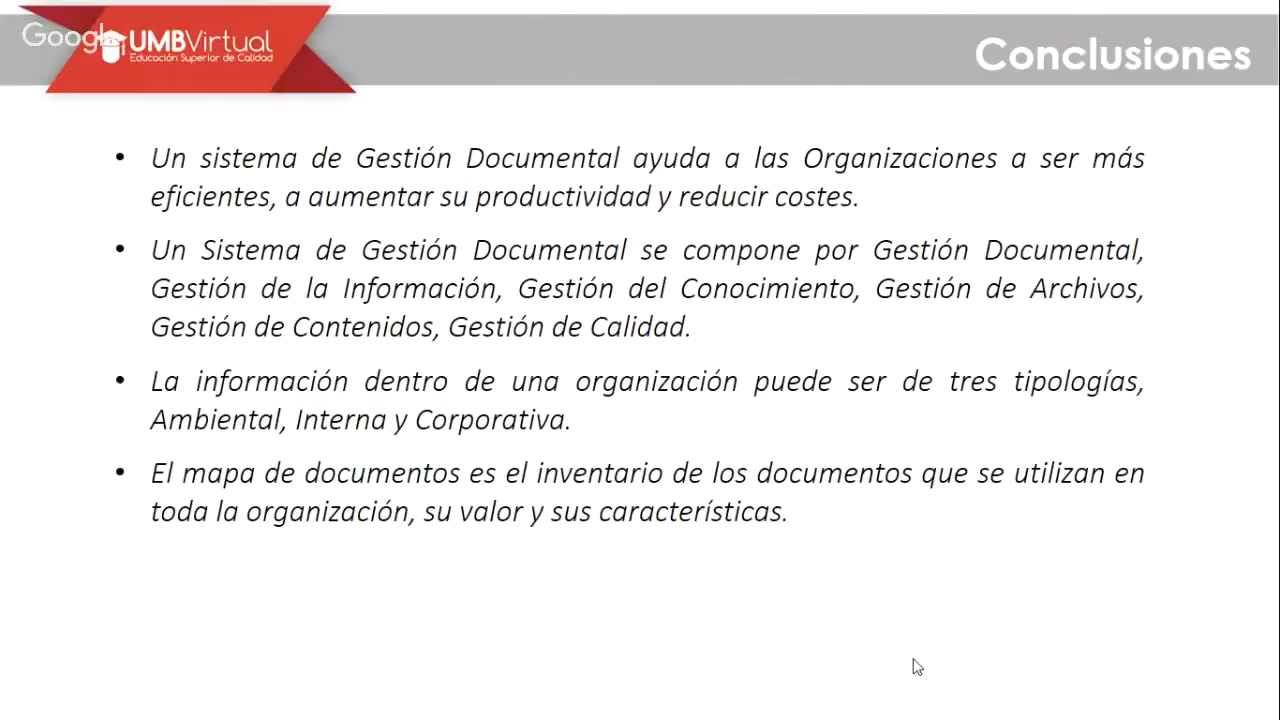 Google
UMBVirtual
Educación Superior de Calidad
Conclusiones
• Un sistema de Gestión Documental ayuda a las Organizaciones a ser más
eficientes, a aumentar su productividad y reducir costes.
• Un Sistema de Gestión Documental se compone por Gestión Documental,
Gestión de la Información, Gestión del Conocimiento, Gestión de Archivos,
Gestión de Contenidos, Gestión de Calidad.
• La información dentro de una organización puede ser de tres tipologías,
Ambiental, Interna y Corporativa.
• El mapa de documentos es el inventario de los documentos que se utilizan en
toda la organización, su valor y sus características.